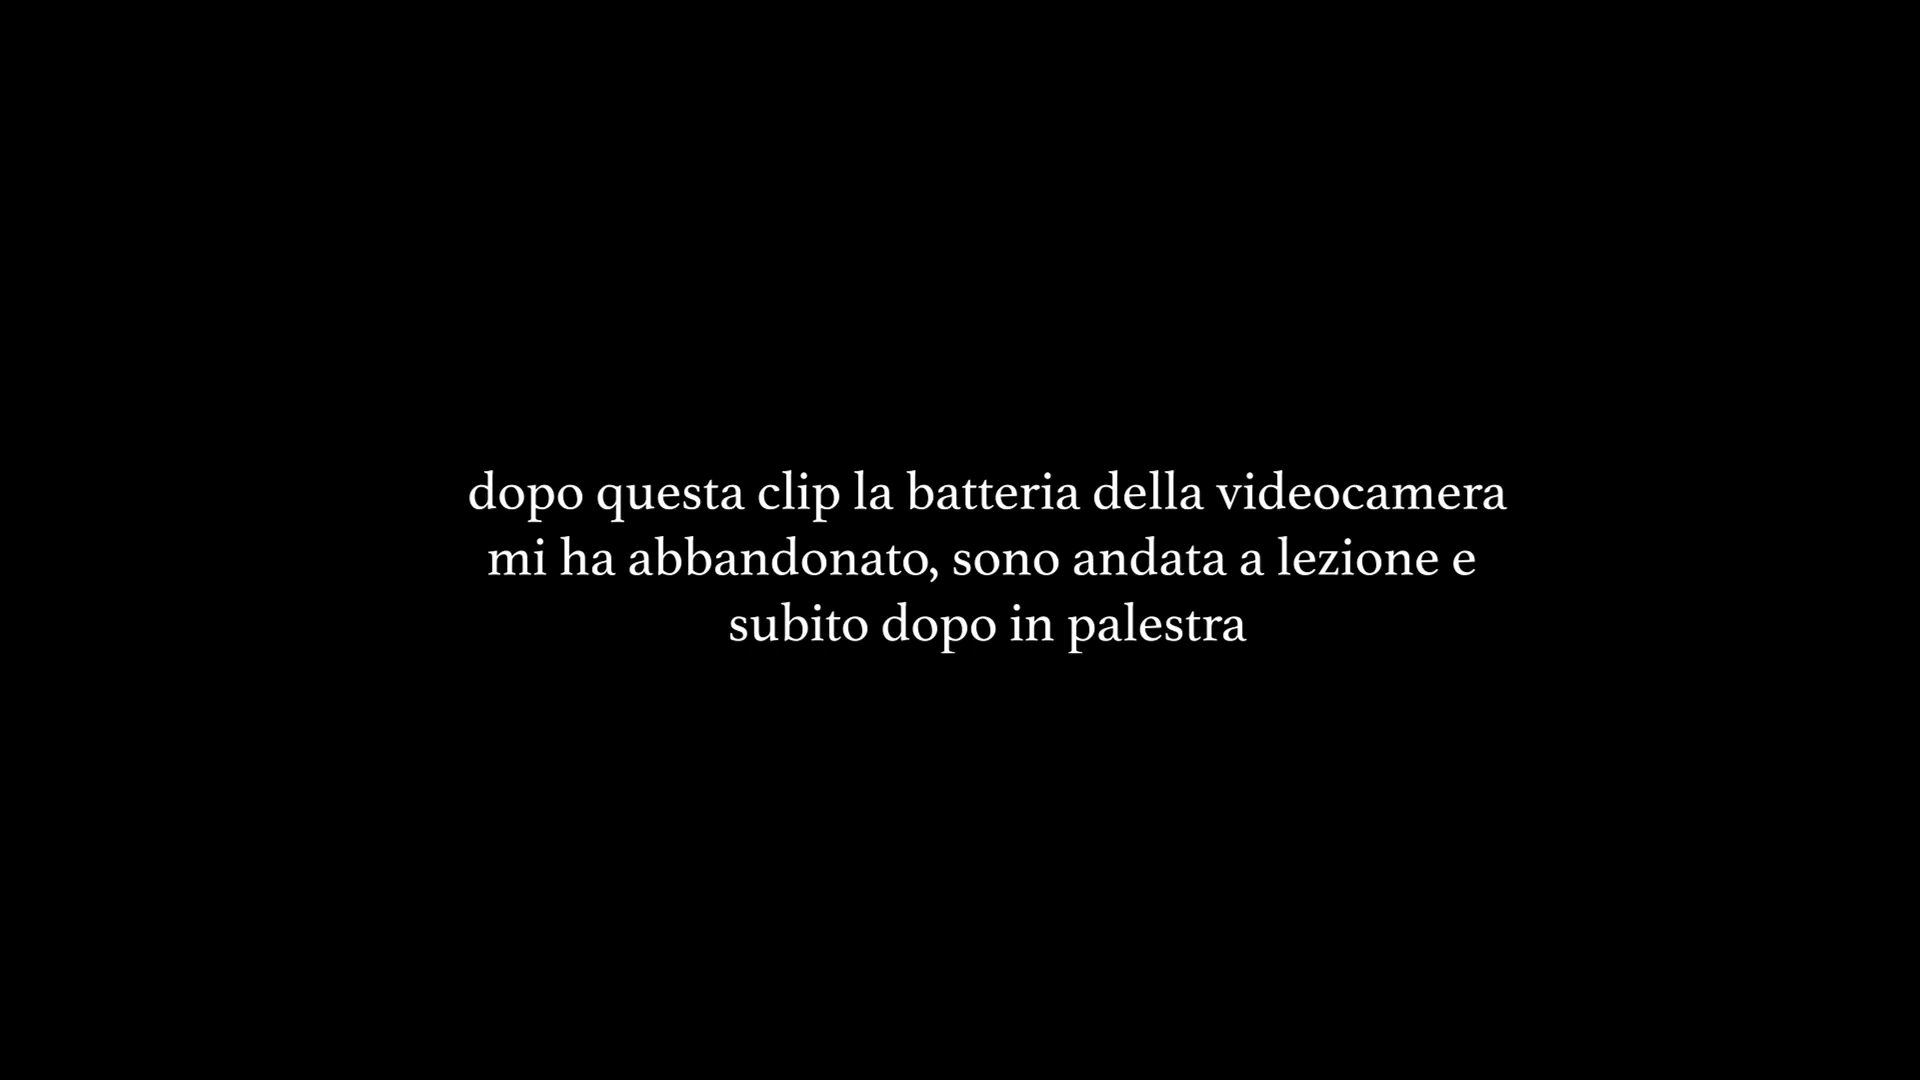 dopo questa clip la batteria della videocamera
mi ha abbandonato, sono andata a lezione e
subito dopo in palestra